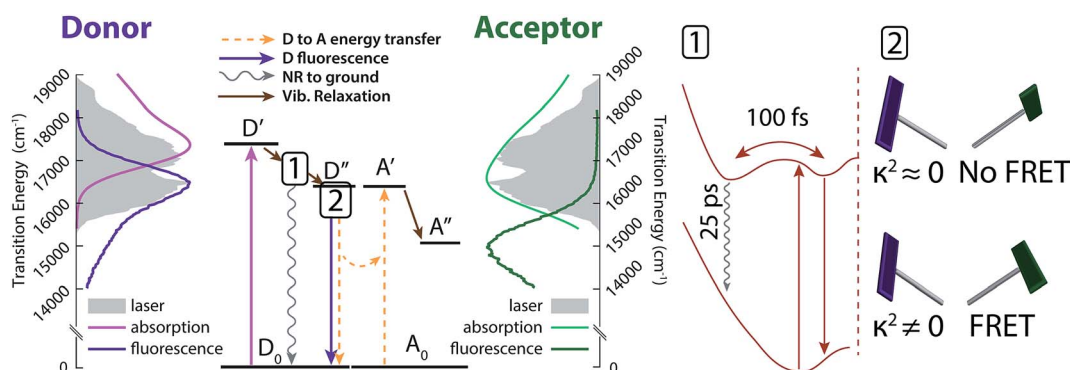 Donor
Transition Energy (cm⁻¹)
19000
18000
17000
16000
15000
14000
0
laser
absorption
fluorescence
D to A energy transfer
D fluorescence
NR to ground
Vib. Relaxation
D′
1
D″
2
A′
A″
D₀
A₀
Acceptor
19000
18000
17000
16000
15000
14000
0
Transition Energy (cm⁻¹)
laser
absorption
fluorescence
1
100 fs
25 ps
2
κ² ≈ 0 No FRET
κ² ≠ 0 FRET